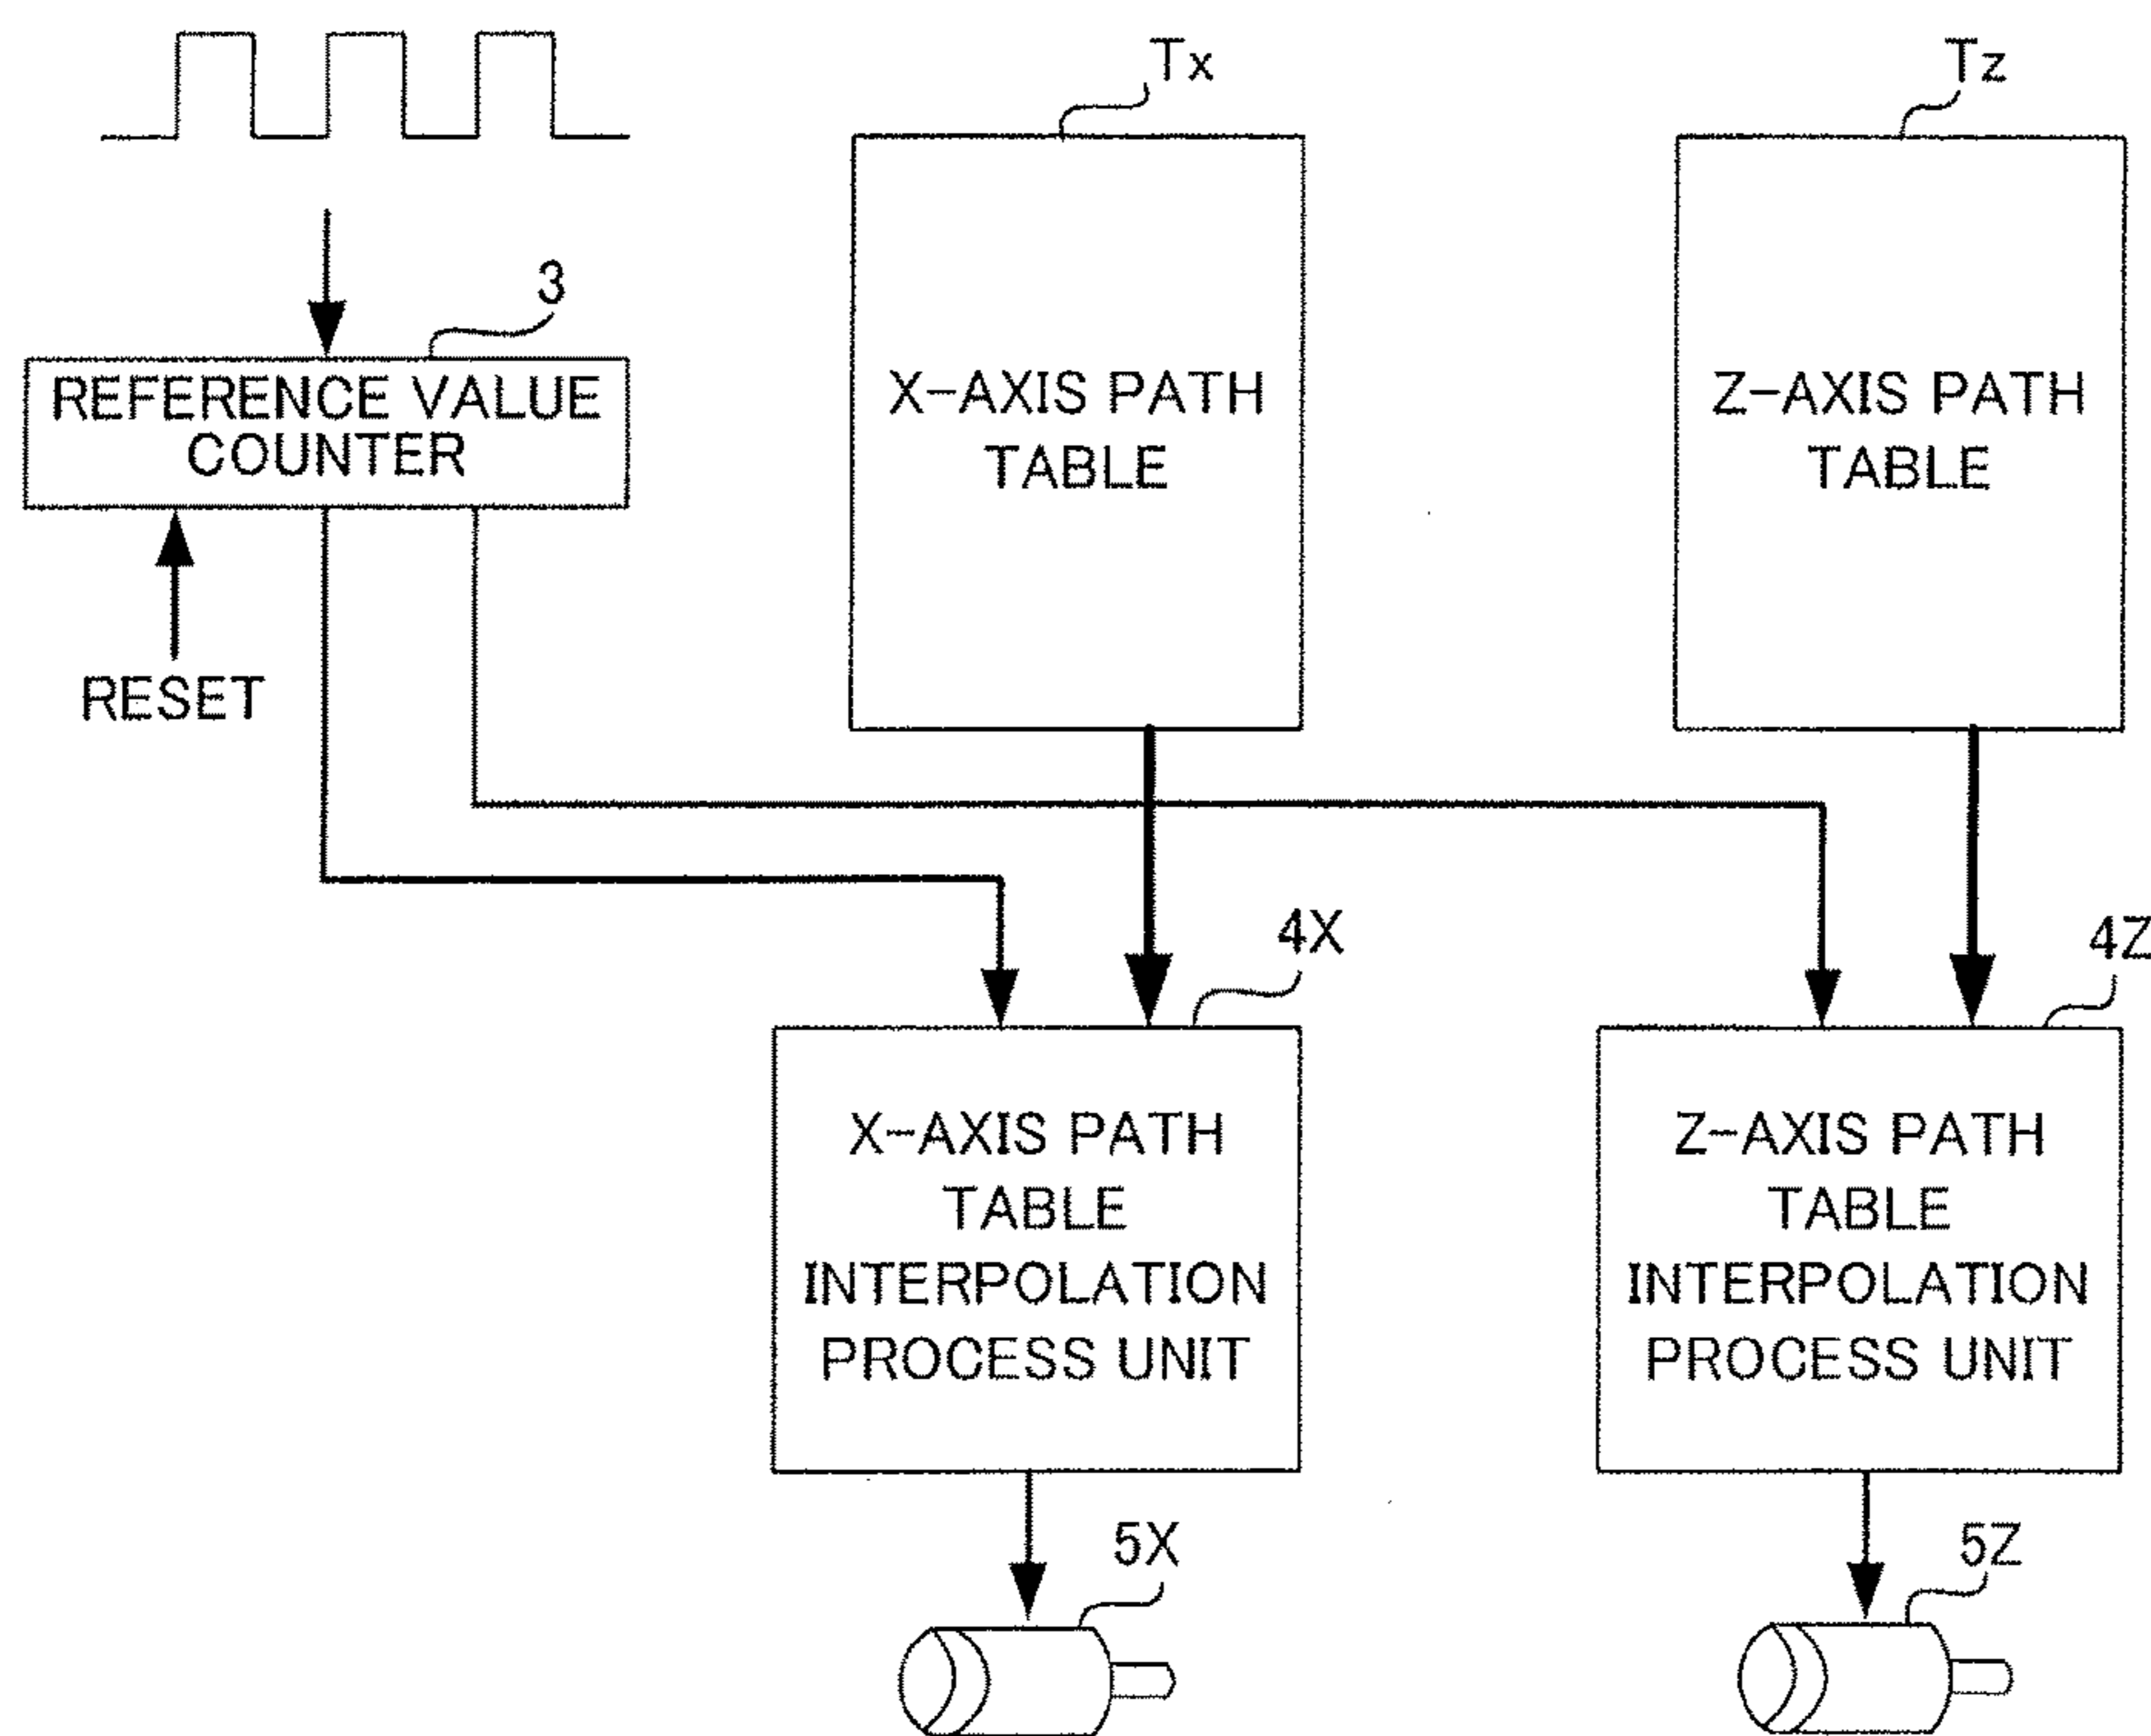 Tx
Tz
3
REFERENCE VALUE
COUNTER
X-AXIS PATH
TABLE
Z-AXIS PATH
TABLE
RESET
4X
4Z
X-AXIS PATH
TABLE
INTERPOLATION
PROCESS UNIT
Z-AXIS PATH
TABLE
INTERPOLATION
PROCESS UNIT
5X
5Z